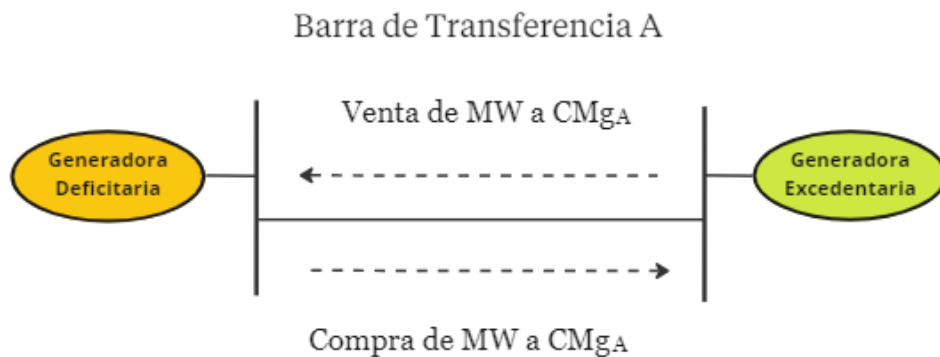 Barra de Transferencia A
Venta de MW a CMgA
Generadora
Deficitaria
Generadora
Excedentaria
Compra de MW a CMgA